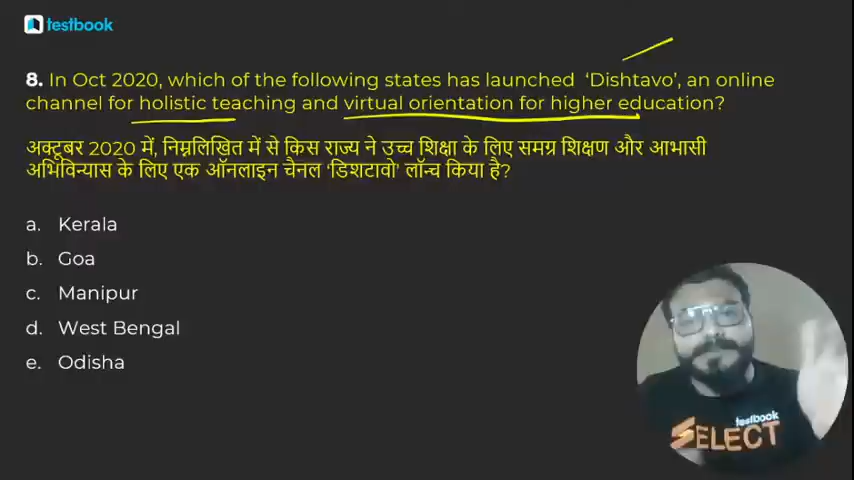 testbook
8. In Oct 2020, which of the following states has launched 'Dishtavo', an online
channel for holistic teaching and virtual orientation for higher education?
अक्टूबर 2020 में, निम्नलिखित में से किस राज्य ने उच्च शिक्षा के लिए समग्र शिक्षण और आभासी
अभिविन्यास के लिए एक ऑनलाइन चैनल 'डिशटावो' लॉन्च किया है?
a. Kerala
b. Goa
c. Manipur
d. West Bengal
e. Odisha
testbook
SELECT